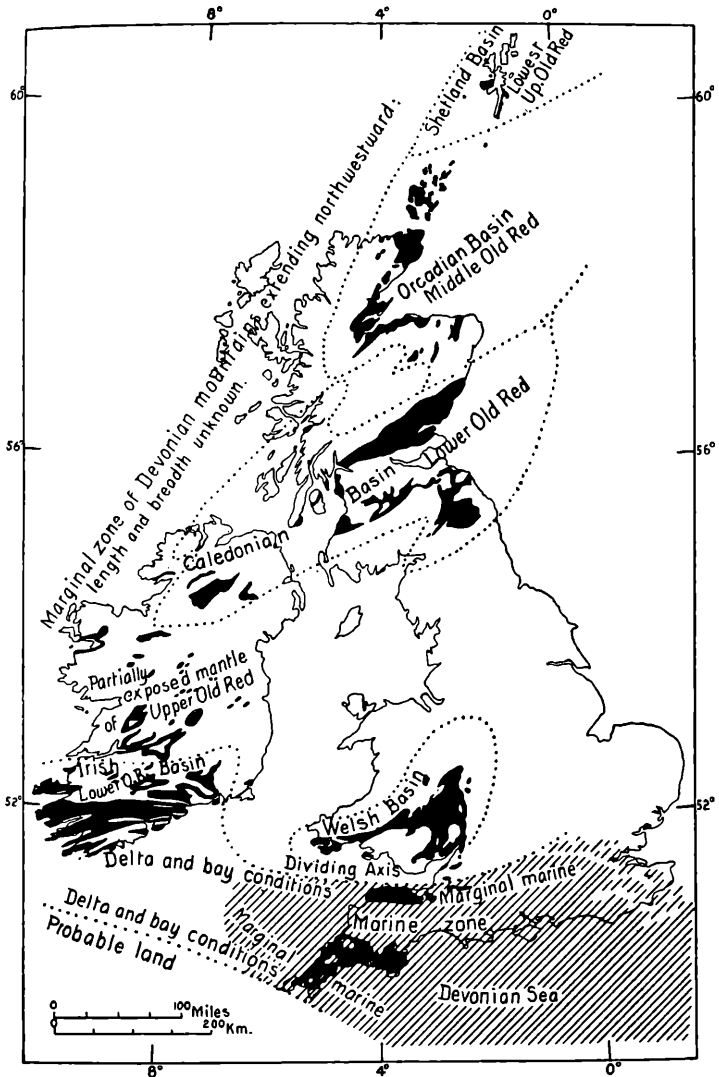 8°
4°
0°
60°
60°
Shetland Basin
Lowest
Up. Old Red
Marginal zone of Devonian mountains extending northwestward:
length and breadth unknown.
Orcadian Basin
Middle Old Red
56°
56°
Caledonian Basin Lower Old Red
Partially
exposed mantle
of Upper Old Red
Irish
Lower O.R. Basin
52°
52°
Welsh Basin
Dividing Axis
Delta and bay conditions
Marginal marine
Delta and bay conditions
Marine zone
Probable land
Marginal
marine
Devonian Sea
0 100 Miles
0 200 Km.
8°
4°
0°